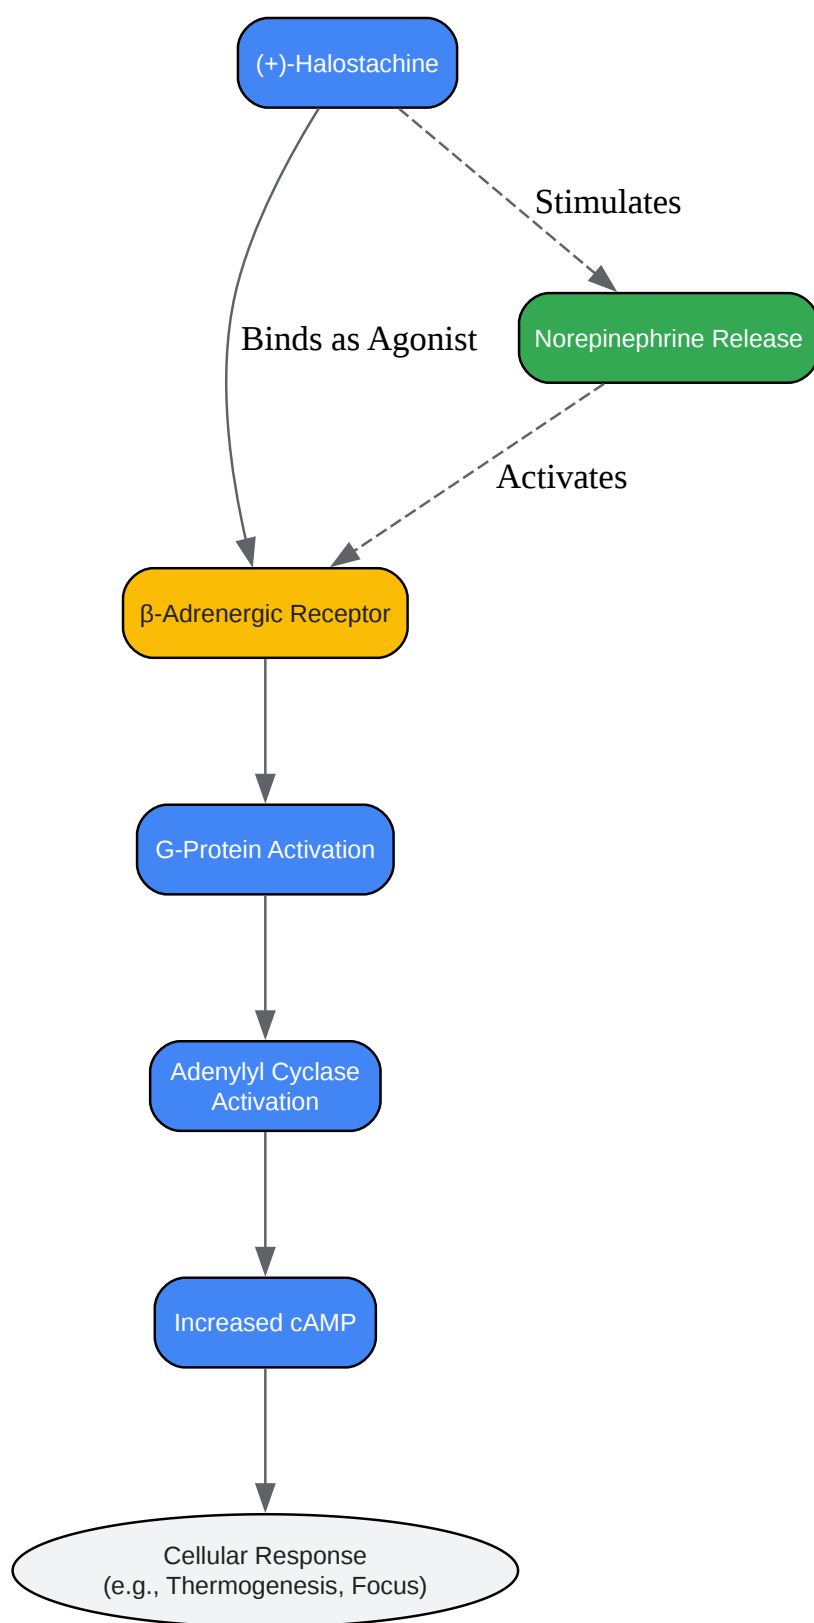 (+)-Halostachine
Stimulates
Binds as Agonist
Norepinephrine Release
Activates
β-Adrenergic Receptor
G-Protein Activation
Adenylyl Cyclase
Activation
Increased cAMP
Cellular Response
(e.g., Thermogenesis, Focus)